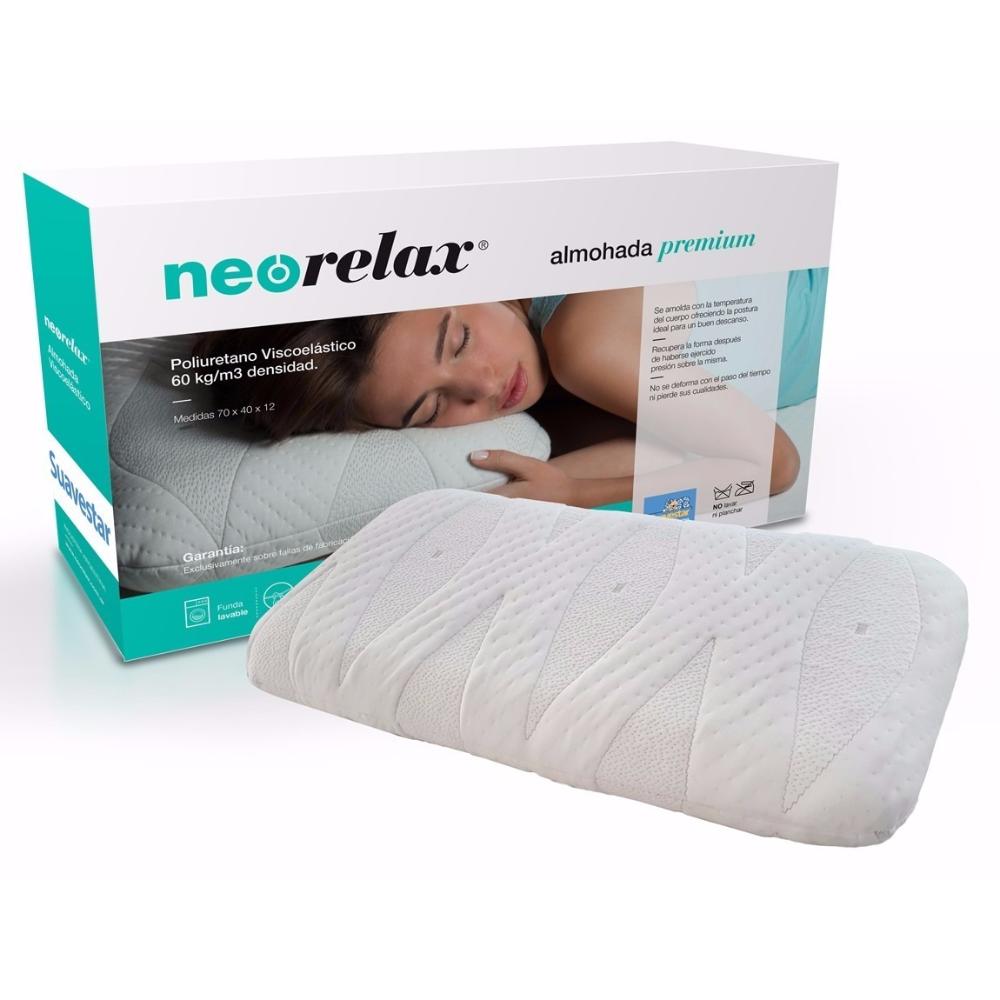 neorelax®
almohada premium
Poliuretano Viscoelástico
60 kg/m3 densidad.
Medidas 70 x 40 x 12
Se amolda con la temperatura
del cuerpo ofreciendo la postura
ideal para un buen descanso.
Recupera la forma después
de haberse ejercido
presión sobre la misma.
No se deforma con el paso del tiempo
ni pierde sus cualidades.
NO lavar
ni planchar
Garantía:
Exclusivamente sobre fallas de
Funda
lavable
neorelax®
Almohada
Viscoelástico
Suavestar